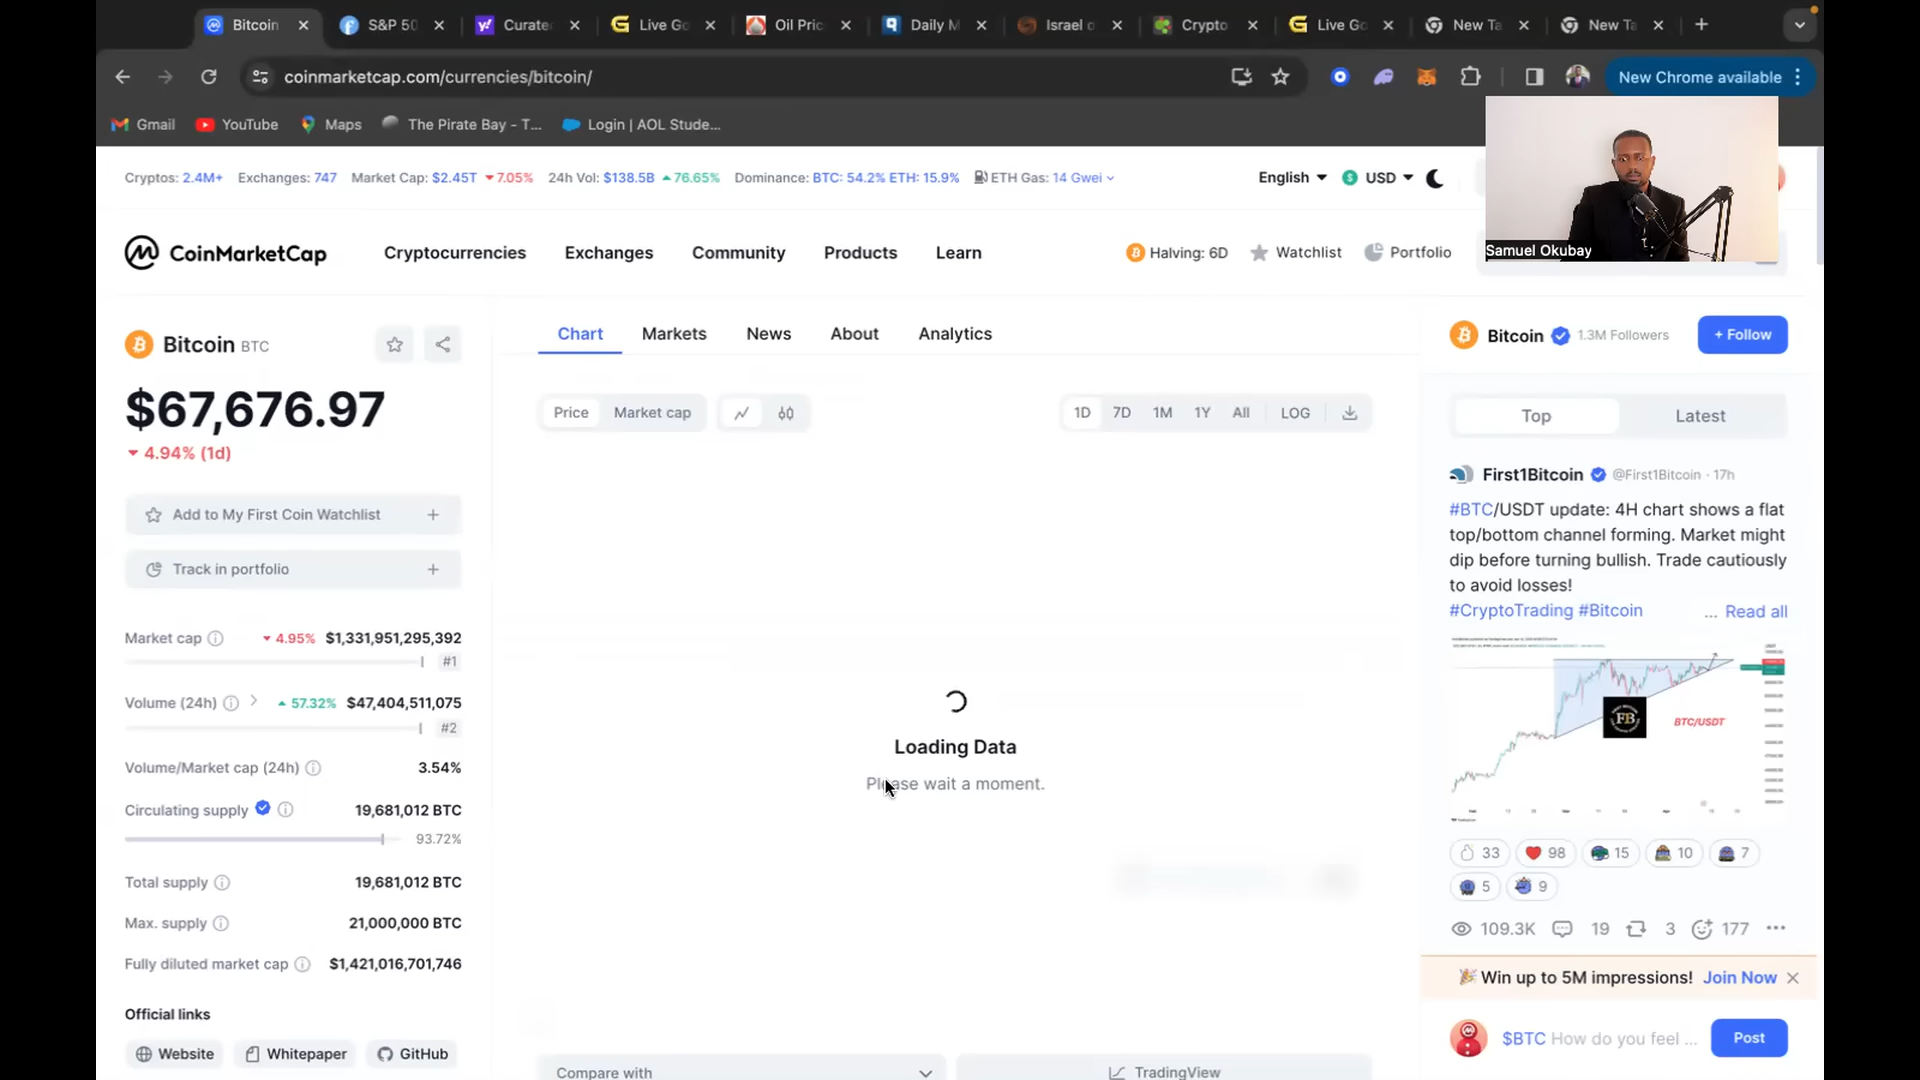 Bitcoin
S&P 50
Curate
Live Go
Oil Pric
Daily M
Israel o
Crypto
Live Go
New Ta
New Ta
coinmarketcap.com/currencies/bitcoin/
New Chrome available
Gmail
YouTube
Maps
The Pirate Bay - T...
Login | AOL Stude...
Cryptos: 2.4M+ Exchanges: 747 Market Cap: $2.45T 7.05% 24h Vol: $138.5B 76.65% Dominance: BTC: 54.2% ETH: 15.9% ETH Gas: 14 Gwei
English
USD
Samuel Okubay
CoinMarketCap
Cryptocurrencies Exchanges Community Products Learn
Halving: 6D Watchlist Portfolio
Bitcoin BTC
$67,676.97
4.94% (1d)
Add to My First Coin Watchlist +
Track in portfolio +
Market cap 4.95% $1,331,951,295,392
#1
Volume (24h) 57.32% $47,404,511,075
#2
Volume/Market cap (24h) 3.54%
Circulating supply 19,681,012 BTC
93.72%
Total supply 19,681,012 BTC
Max. supply 21,000,000 BTC
Fully diluted market cap $1,421,016,701,746
Official links
Website Whitepaper GitHub
Chart Markets News About Analytics
Price Market cap
1D 7D 1M 1Y All LOG
Loading Data
Please wait a moment.
Compare with
TradingView
Bitcoin 1.3M Followers + Follow
Top Latest
First1Bitcoin @First1Bitcoin · 17h
#BTC/USDT update: 4H chart shows a flat
top/bottom channel forming. Market might
dip before turning bullish. Trade cautiously
to avoid losses!
#CryptoTrading #Bitcoin ... Read all
FB
BTC/USDT
33 98 15 10 7
5 9
109.3K 19 3 177
Win up to 5M impressions! Join Now
$BTC How do you feel ... Post